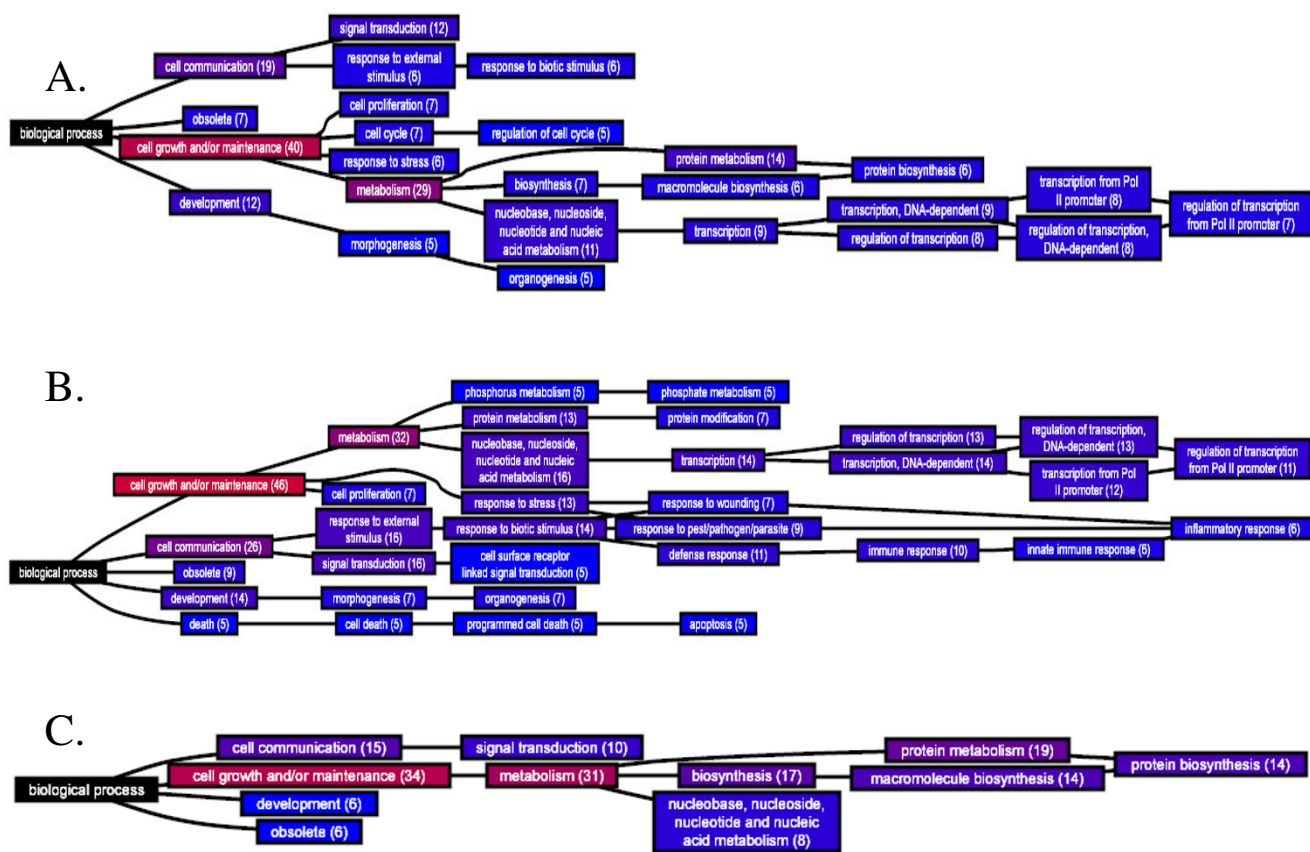 A.
signal transduction (12)
cell communication (19)
response to external
stimulus (6)
response to biotic stimulus (6)
cell proliferation (7)
obsolete (7)
biological process
cell cycle (7)
regulation of cell cycle (5)
cell growth and/or maintenance (40)
response to stress (6)
protein metabolism (14)
metabolism (29)
biosynthesis (7)
macromolecule biosynthesis (6)
protein biosynthesis (6)
development (12)
nucleobase, nucleoside,
nucleotide and nucleic
acid metabolism (11)
transcription (9)
transcription, DNA-dependent (9)
regulation of transcription (8)
transcription from Pol
II promoter (8)
regulation of transcription,
DNA-dependent (8)
regulation of transcription
from Pol II promoter (7)
morphogenesis (5)
organogenesis (5)
B.
phosphorus metabolism (5)
phosphate metabolism (5)
protein metabolism (13)
protein modification (7)
metabolism (32)
nucleobase, nucleoside,
nucleotide and nucleic
acid metabolism (16)
transcription (14)
regulation of transcription (13)
transcription, DNA-dependent (14)
regulation of transcription,
DNA-dependent (13)
transcription from Pol
II promoter (12)
regulation of transcription
from Pol II promoter (11)
cell growth and/or maintenance (46)
cell proliferation (7)
response to stress (13)
response to wounding (7)
response to external
stimulus (16)
response to biotic stimulus (14)
response to pest/pathogen/parasite (9)
inflammatory response (6)
cell communication (26)
signal transduction (16)
cell surface receptor
linked signal transduction (5)
defense response (11)
immune response (10)
innate immune response (6)
biological process
obsolete (9)
development (14)
morphogenesis (7)
organogenesis (7)
death (5)
cell death (5)
programmed cell death (5)
apoptosis (5)
C.
cell communication (15)
signal transduction (10)
protein metabolism (19)
cell growth and/or maintenance (34)
metabolism (31)
biosynthesis (17)
macromolecule biosynthesis (14)
protein biosynthesis (14)
biological process
development (6)
nucleobase, nucleoside,
nucleotide and nucleic
acid metabolism (8)
obsolete (6)